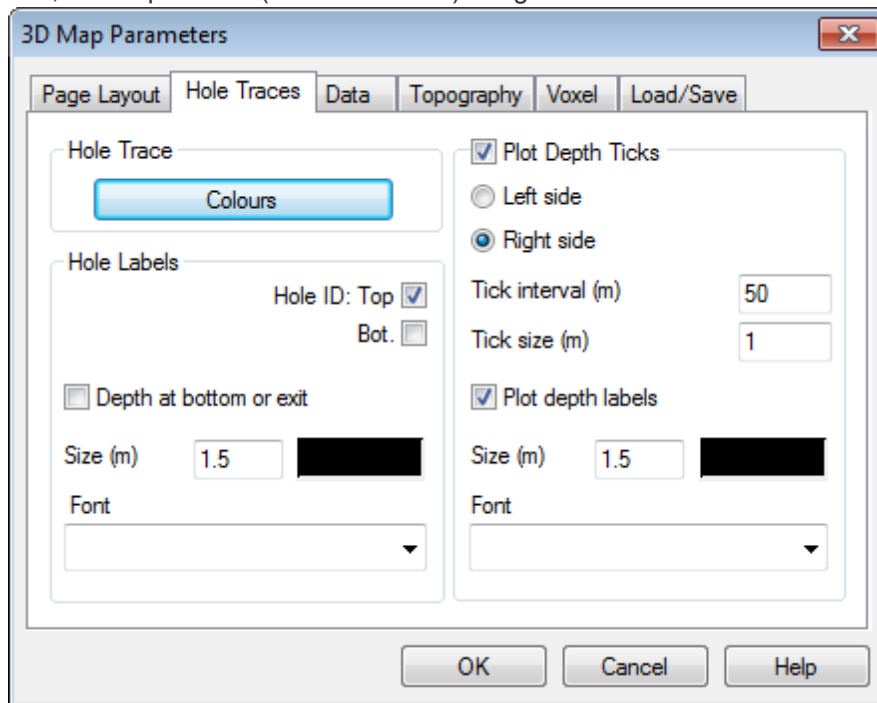 3D Map Parameters
Page Layout Hole Traces Data Topography Voxel Load/Save
Hole Trace
Colours
Hole Labels
Hole ID: Top
Bot.
Depth at bottom or exit
Size (m) 1.5
Font
Plot Depth Ticks
Left side
Right side
Tick interval (m) 50
Tick size (m) 1
Plot depth labels
Size (m) 1.5
Font
OK Cancel Help